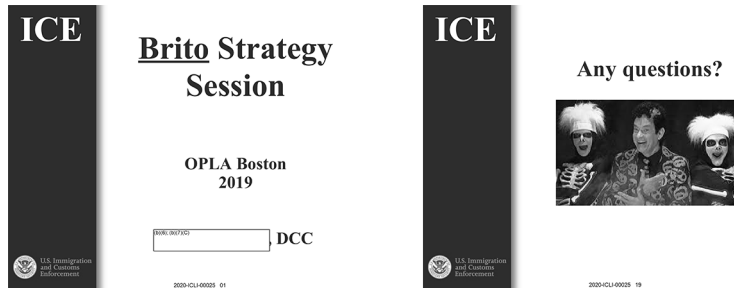 ICE
Brito Strategy
Session
OPLA Boston
2019
(b)(6); (b)(7)(C)
, DCC
U.S. Immigration
and Customs
Enforcement
2020-ICLI-00025 01
ICE
Any questions?
U.S. Immigration
and Customs
Enforcement
2020-ICLI-00025 19